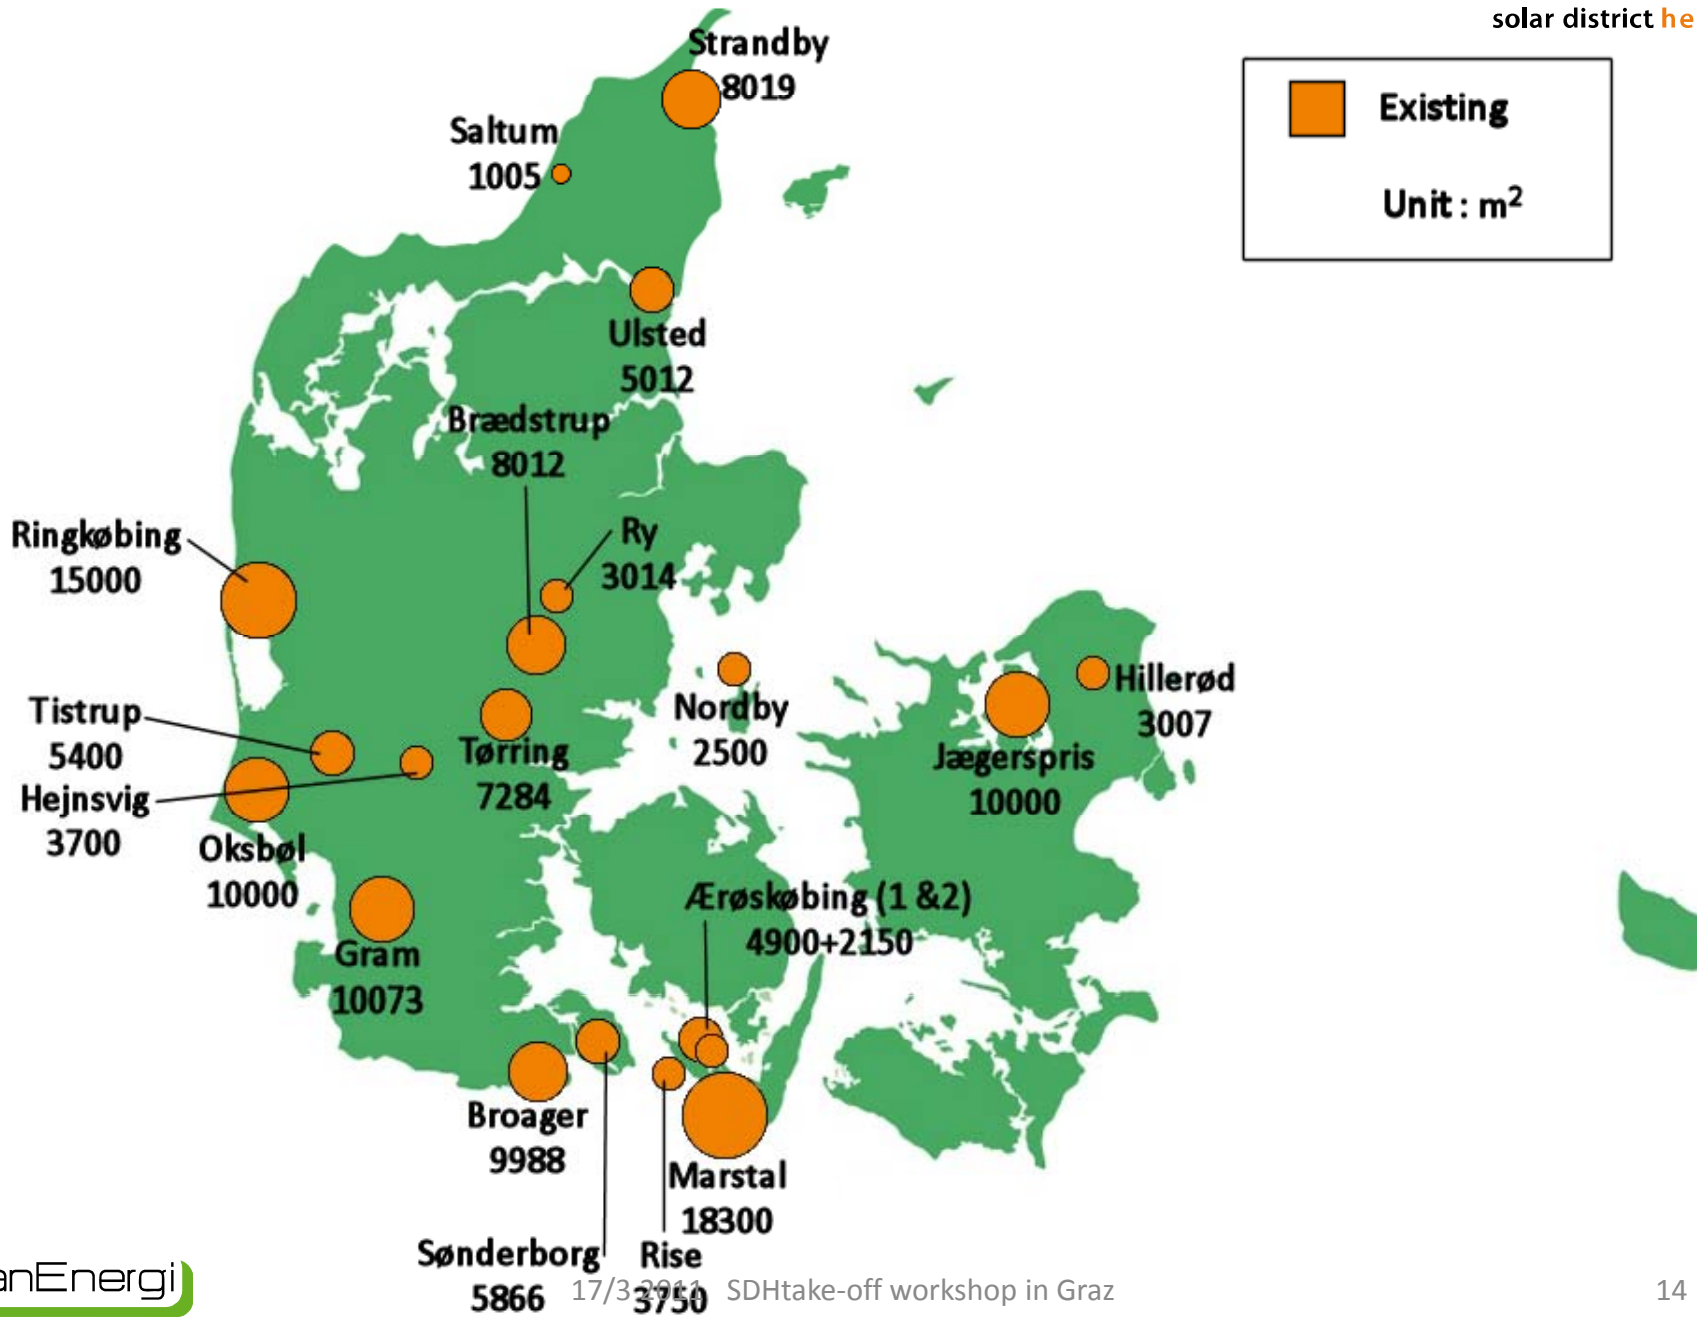 solar district he
Strandby
8019
Existing
Unit : m²
Saltum
1005
Ulsted
5012
Brædstrup
8012
Ry
3014
Ringkøbing
15000
Nordby
2500
Hillerød
3007
Jægerspris
10000
Tistrup
5400
Tørring
7284
Hejnsvig
3700
Oksbøl
10000
Ærøskøbing (1 &2)
4900+2150
Gram
10073
Broager
9988
Marstal
18300
Sønderborg
5866
Rise
3750
anEnergi
17/3 2011 SDHtake-off workshop in Graz
14